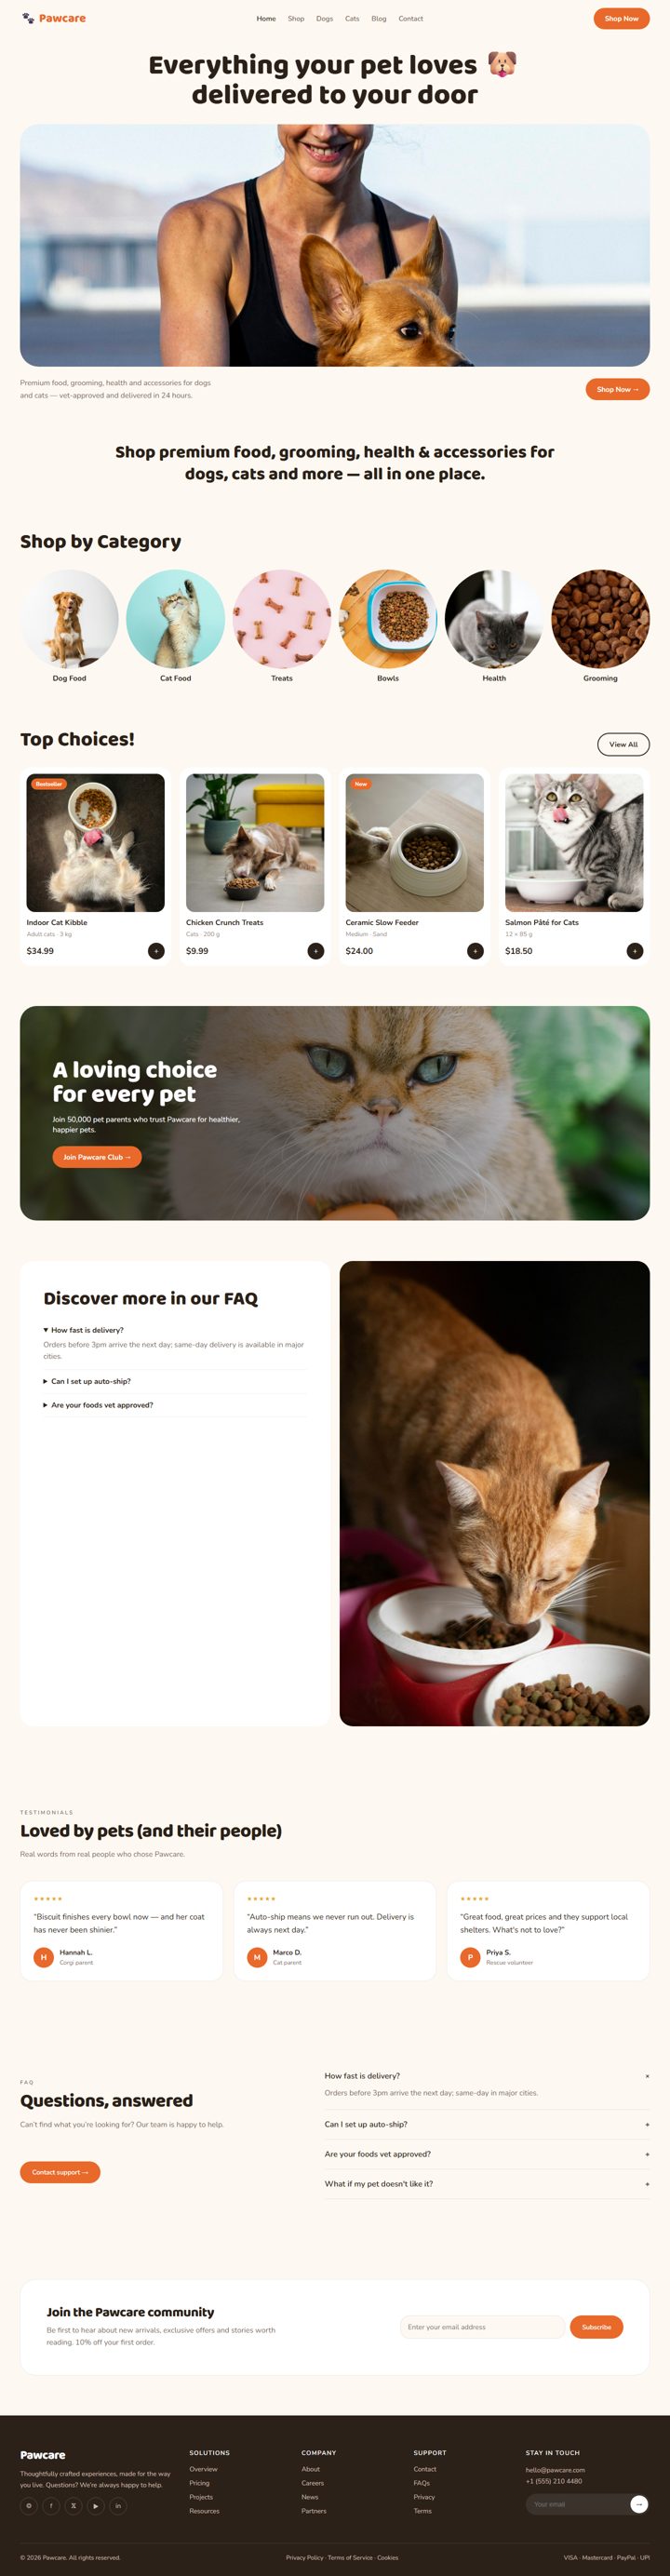 Pawcare
Home
Shop
Dogs
Cats
Blog
Contact
Shop Now
Everything your pet loves 🐶
delivered to your door
Premium food, grooming, health and accessories for dogs
and cats — vet-approved and delivered in 24 hours.
Shop Now →
Shop premium food, grooming, health & accessories for
dogs, cats and more — all in one place.
Shop by Category
Dog Food
Cat Food
Treats
Bowls
Health
Grooming
Top Choices!
View All
Bestseller
New
Indoor Cat Kibble
Adult cats · 3 kg
$34.99
+
Chicken Crunch Treats
Cats · 200 g
$9.99
+
Ceramic Slow Feeder
Medium · Sand
$24.00
+
Salmon Pâté for Cats
12 × 85 g
$18.50
+
A loving choice
for every pet
Join 50,000 pet parents who trust Pawcare for healthier,
happier pets.
Join Pawcare Club →
Discover more in our FAQ
▼ How fast is delivery?
Orders before 3pm arrive the next day; same-day delivery is available in major
cities.
▶ Can I set up auto-ship?
▶ Are your foods vet approved?
TESTIMONIALS
Loved by pets (and their people)
Real words from real people who chose Pawcare.
★★★★★
“Biscuit finishes every bowl now — and her coat
has never been shinier.”
H
Hannah L.
Corgi parent
★★★★★
“Auto-ship means we never run out. Delivery is
always next day.”
M
Marco D.
Cat parent
★★★★★
“Great food, great prices and they support local
shelters. What's not to love?”
P
Priya S.
Rescue volunteer
FAQ
Questions, answered
Can't find what you're looking for? Our team is happy to help.
Contact support →
How fast is delivery?
Orders before 3pm arrive the next day; same-day in major cities.
Can I set up auto-ship?
+
Are your foods vet approved?
+
What if my pet doesn't like it?
+
Join the Pawcare community
Be first to hear about new arrivals, exclusive offers and stories worth
reading. 10% off your first order.
Enter your email address
Subscribe
Pawcare
Thoughtfully crafted experiences, made for the way
you live. Questions? We're always happy to help.
f
in
SOLUTIONS
Overview
Pricing
Projects
Resources
COMPANY
About
Careers
News
Partners
SUPPORT
Contact
FAQs
Privacy
Terms
STAY IN TOUCH
hello@pawcare.com
+1 (555) 210 4480
Your email
→
© 2026 Pawcare. All rights reserved.
Privacy Policy · Terms of Service · Cookies
VISA · Mastercard · PayPal · UPI